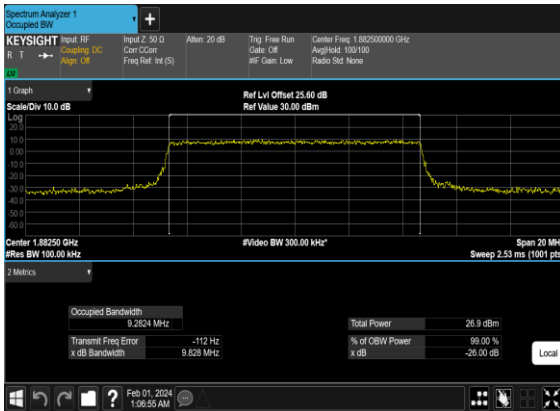 Spectrum Analyzer 1
Occupied BW
KEYSIGHT
R T
LXI
Input: RF
Coupling: DC
Align: Off
Input Z: 50 Ω
Corr CCorr
Freq Ref: Int (S)
Atten: 20 dB
Trig: Free Run
Gate: Off
#IF Gain: Low
Center Freq: 1.882500000 GHz
Avg|Hold: 100/100
Radio Std: None
1 Graph
Scale/Div 10.0 dB
Ref Lvl Offset 25.60 dB
Ref Value 30.00 dBm
Log
20.0
10.0
0.00
-10.0
-20.0
-30.0
-40.0
-50.0
-60.0
Center 1.88250 GHz
#Res BW 100.00 kHz
#Video BW 300.00 kHz*
Span 20 MH
Sweep 2.53 ms (1001 pts
2 Metrics
Occupied Bandwidth
9.2824 MHz
Transmit Freq Error -112 Hz
x dB Bandwidth 9.828 MHz
Total Power 26.9 dBm
% of OBW Power 99.00 %
x dB -26.00 dB
Local
?
Feb 01, 2024
1:06:55 AM